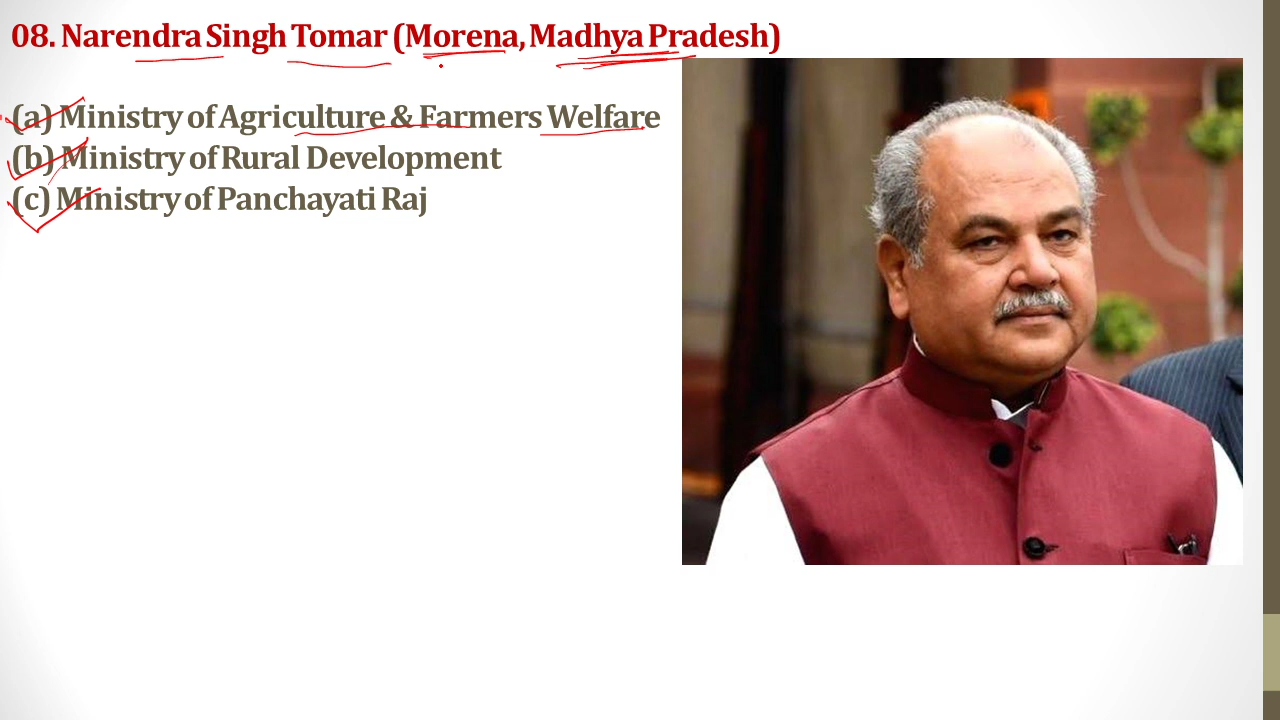 08. Narendra Singh Tomar (Morena, Madhya Pradesh)
(a) Ministry of Agriculture & Farmers Welfare
(b) Ministry of Rural Development
(c) Ministry of Panchayati Raj